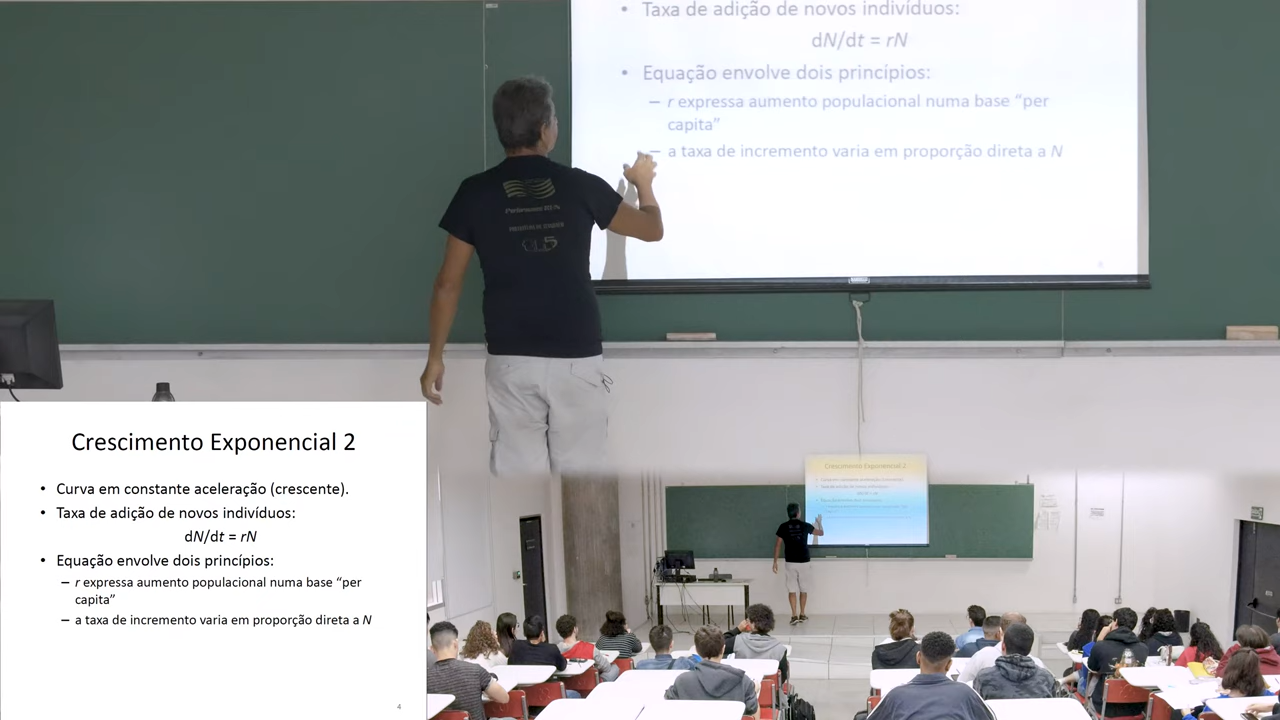 Taxa de adição de novos indivíduos:
dN/dt = rN
Equação envolve dois princípios:
– r expressa aumento populacional numa base “per
capita”
– a taxa de incremento varia em proporção direta a N
Crescimento Exponencial 2
• Curva em constante aceleração (crescente).
• Taxa de adição de novos indivíduos:
dN/dt = rN
• Equação envolve dois princípios:
– r expressa aumento populacional numa base “per
capita”
– a taxa de incremento varia em proporção direta a N
4
Crescimento Exponencial 2